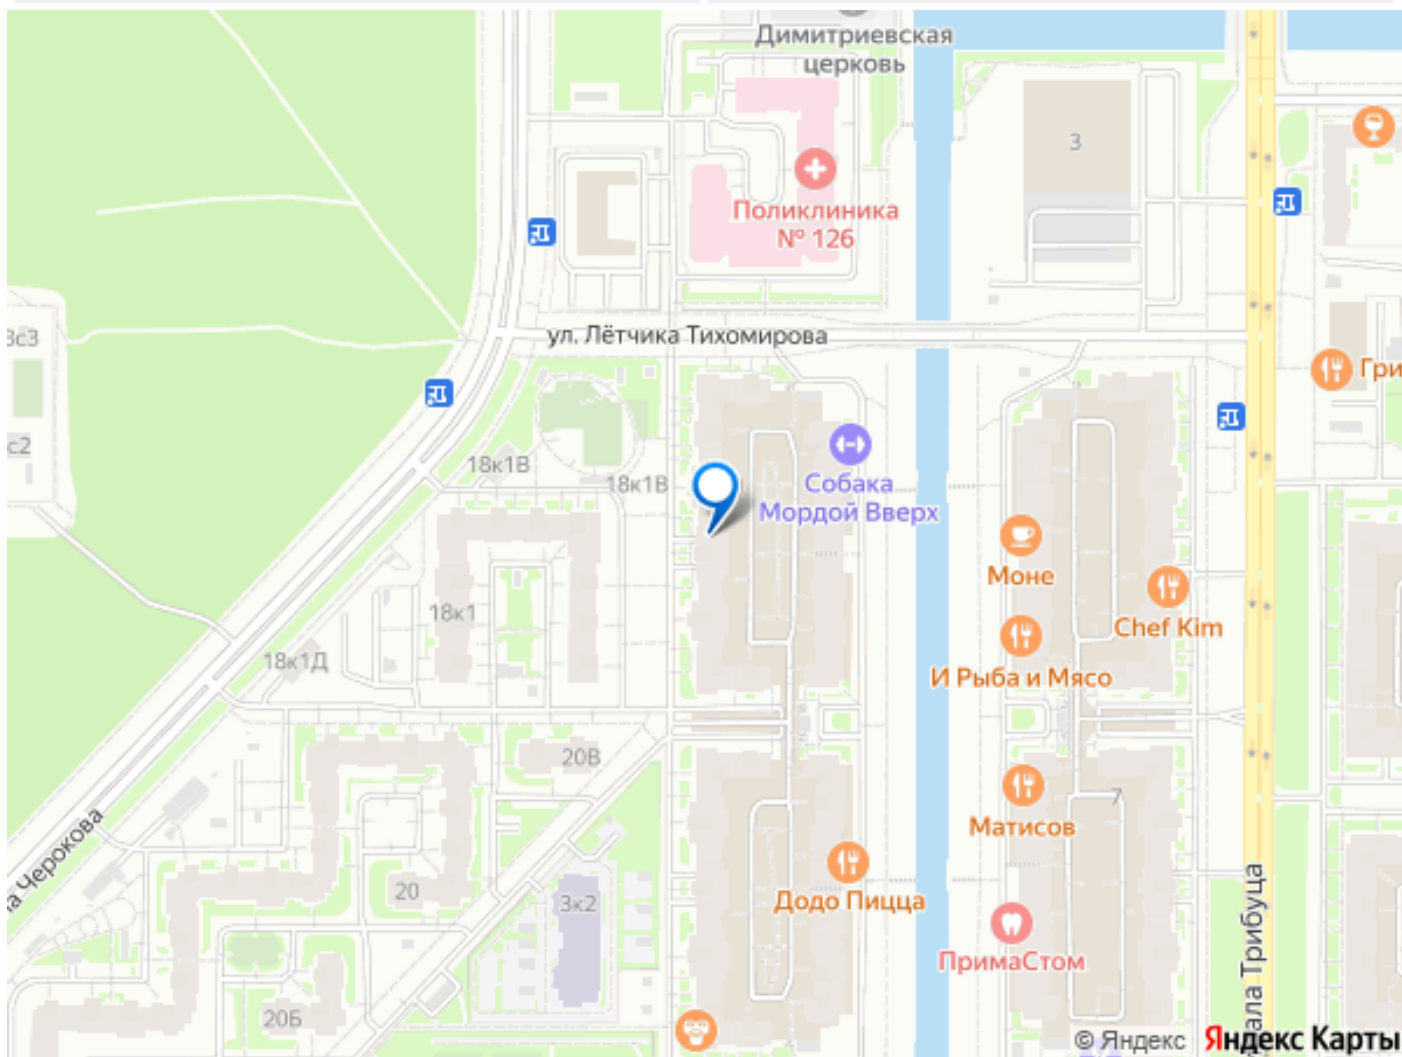 Димитриевская
церковь
3
Поликлиника
№ 126
3с3
ул. Лётчика Тихомирова
Гри
с2
18к1В
18к1В
Собака
Мордой Вверх
Моне
18к1
Chef Kim
18к1Д
И Рыба и Мясо
20В
7
Матисов
на Черокова
20
3к2
Додо Пицца
ПримаСтом
рала Трибуца
20Б
© Яндекс Яндекс Карты